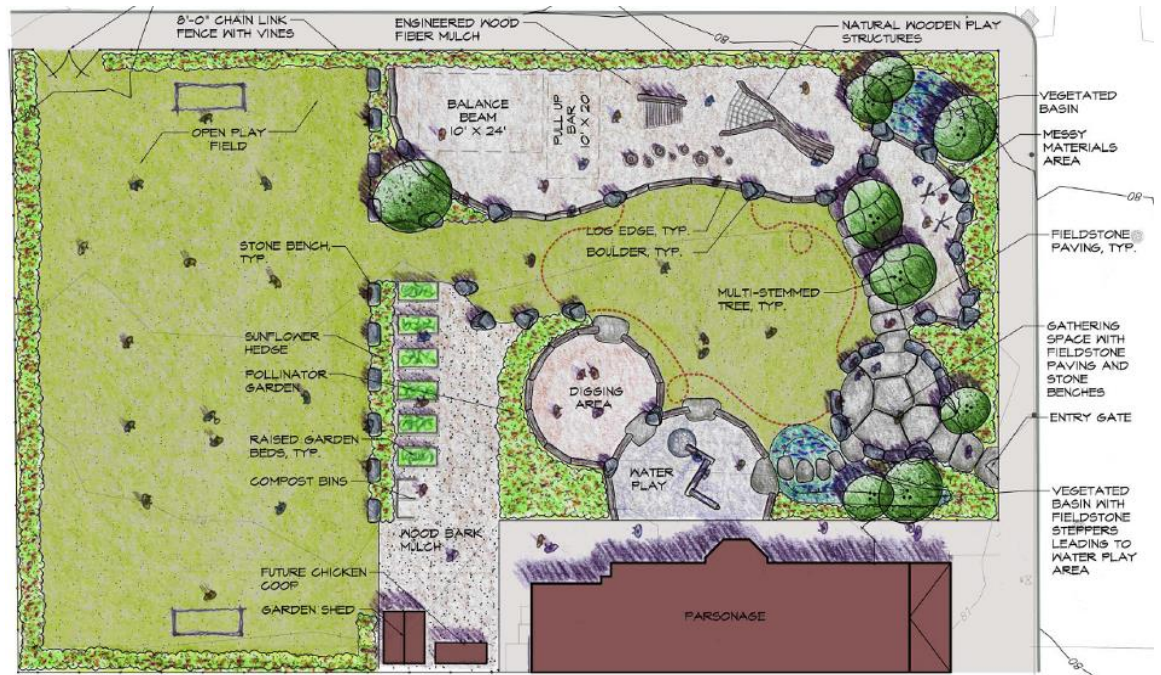 8'-0" CHAIN LINK
FENCE WITH VINES
ENGINEERED WOOD
FIBER MULCH
NATURAL WOODEN PLAY
STRUCTURES
80
VEGETATED
BASIN
MESSY
MATERIALS
AREA
80
BALANCE
BEAM
10' X 24'
PULL UP
BAR
10' X 20'
OPEN PLAY
FIELD
LOG EDGE, TYP.
BOULDER, TYP.
FIELDSTONE
PAVING, TYP.
STONE BENCH,
TYP.
MULTI-STEMMED
TREE, TYP.
SUNFLOWER
HEDGE
POLLINATOR
GARDEN
GATHERING
SPACE WITH
FIELDSTONE
PAVING AND
STONE
BENCHES
DIGGING
AREA
ENTRY GATE
RAISED GARDEN
BEDS, TYP.
COMPOST BINS
WATER
PLAY
VEGETATED
BASIN WITH
FIELDSTONE
STEPPERS
LEADING TO
WATER PLAY
AREA
WOOD BARK
MULCH
FUTURE CHICKEN
COOP
GARDEN SHED
PARSONAGE
81
80